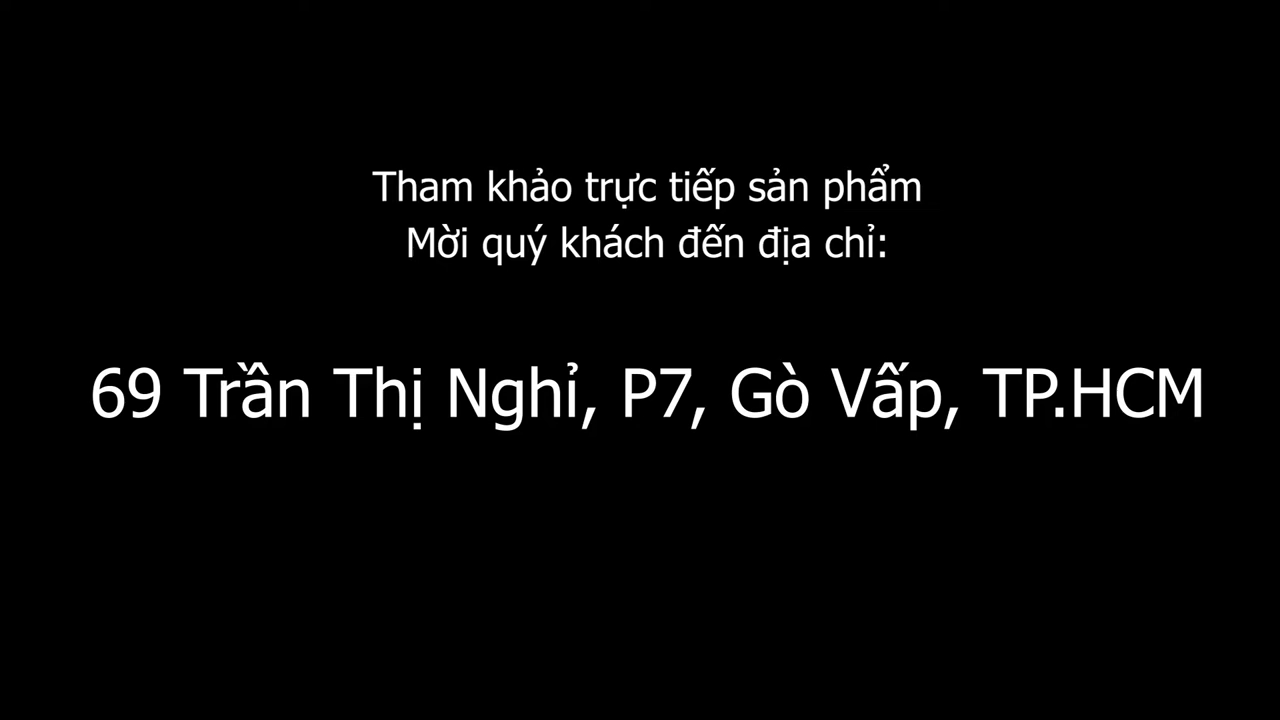 Tham khảo trực tiếp sản phẩm
Mời quý khách đến địa chỉ:
69 Trần Thị Nghỉ, P7, Gò Vấp, TP.HCM